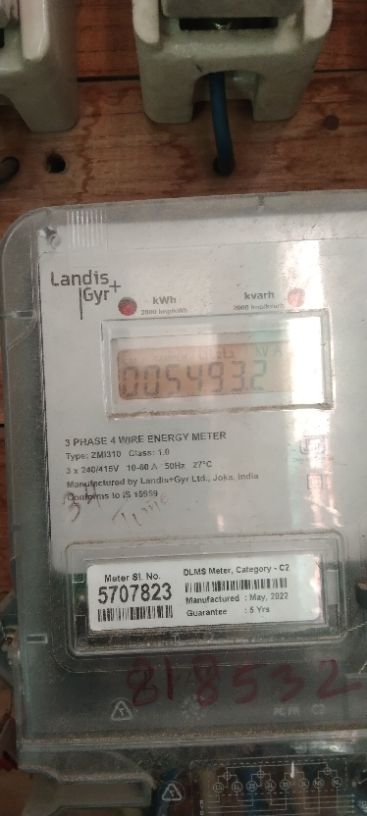 Landis
Gyr+
kWh
kvarh
005493.2
3 PHASE 4 WIRE ENERGY METER
Type: ZMI310 Class: 1.0
3 x 240/415V 10-60 A 50Hz 27°C
Manufactured by Landis+Gyr Ltd., Joka, India
Conforms to IS 15959
Meter Sl. No.
5707823
DLMS Meter, Category - C2
Manufactured : May, 2022
Guarantee : 5 Yrs
818532